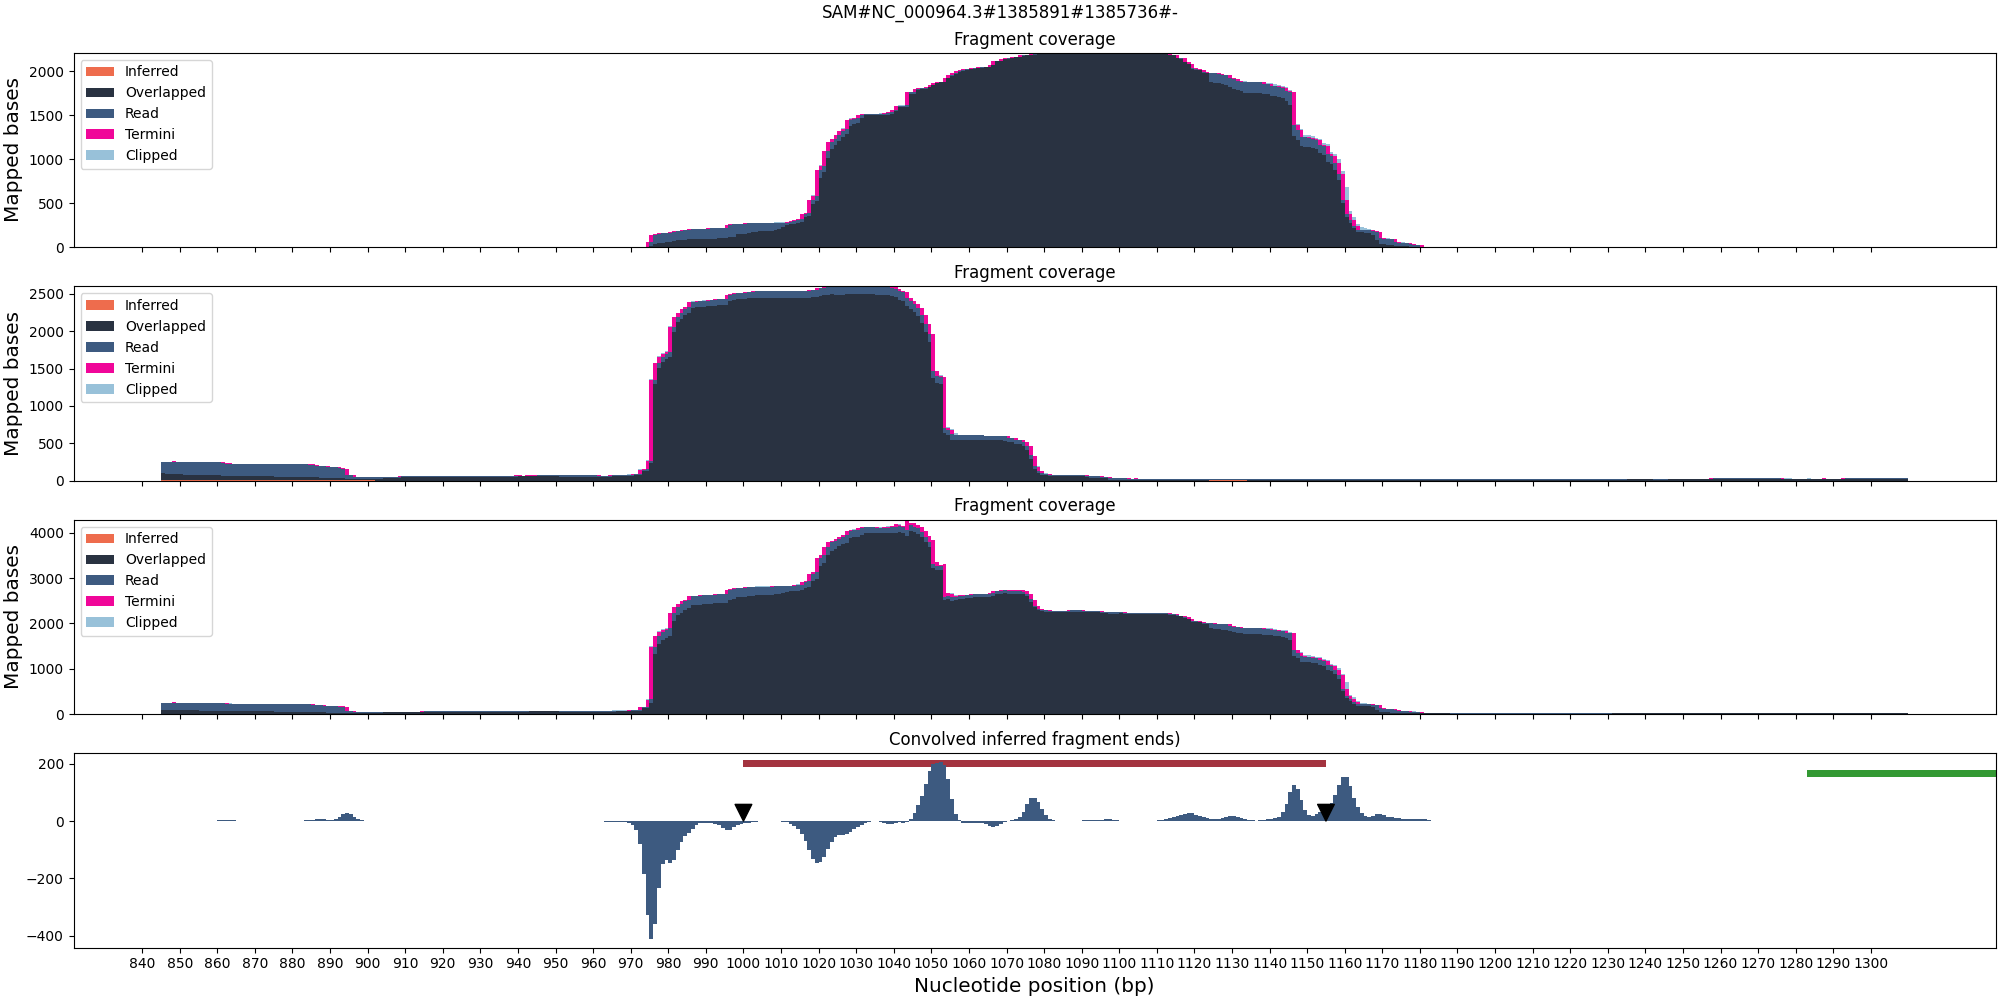 SAM#NC_000964.3#1385891#1385736#-
Fragment coverage
Mapped bases
2000
1500
1000
500
0
Inferred
Overlapped
Read
Termini
Clipped
Fragment coverage
Mapped bases
2500
2000
1500
1000
500
0
Inferred
Overlapped
Read
Termini
Clipped
Fragment coverage
Mapped bases
4000
3000
2000
1000
0
Inferred
Overlapped
Read
Termini
Clipped
Convolved inferred fragment ends)
200
0
−200
−400
840 850 860 870 880 890 900 910 920 930 940 950 960 970 980 990 1000 1010 1020 1030 1040 1050 1060 1070 1080 1090 1100 1110 1120 1130 1140 1150 1160 1170 1180 1190 1200 1210 1220 1230 1240 1250 1260 1270 1280 1290 1300
Nucleotide position (bp)